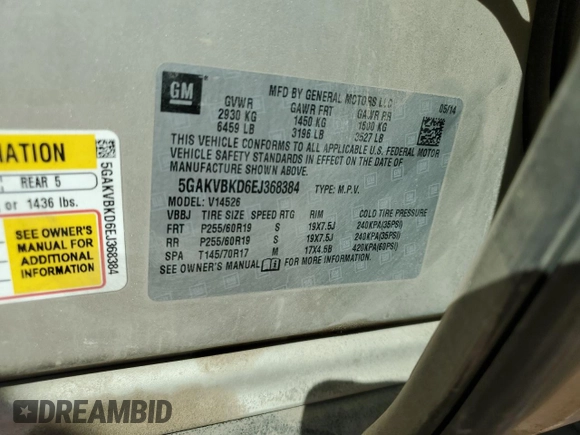 GM
MFD BY GENERAL MOTORS LLC
05/14
GVWR GAWR FRT GAWR RR
2930 KG 1450 KG 1600 KG
6459 LB 3196 LB 3527 LB
THIS VEHICLE CONFORMS TO ALL APPLICABLE U.S. FEDERAL MOTOR
VEHICLE SAFETY STANDARDS IN EFFECT ON THE DATE OF
MANUFACTURE SHOWN ABOVE.
5GAKVBKD6EJ368384 TYPE: M.P.V.
MODEL: V14526
VBBJ TIRE SIZE SPEED RTG RIM COLD TIRE PRESSURE
FRT P255/60R19 S 19X7.5J 240KPA(35PSI)
RR P255/60R19 S 19X7.5J 240KPA(35PSI)
SPA T145/70R17 M 17X4.5B 420KPA(60PSI)
SEE OWNER'S MANUAL FOR MORE INFORMATION.
MATION
REAR 5
or 1436 lbs.
SEE OWNER'S
MANUAL FOR
ADDITIONAL
INFORMATION
5GAKVBKD6EJ368384
DREAMBID